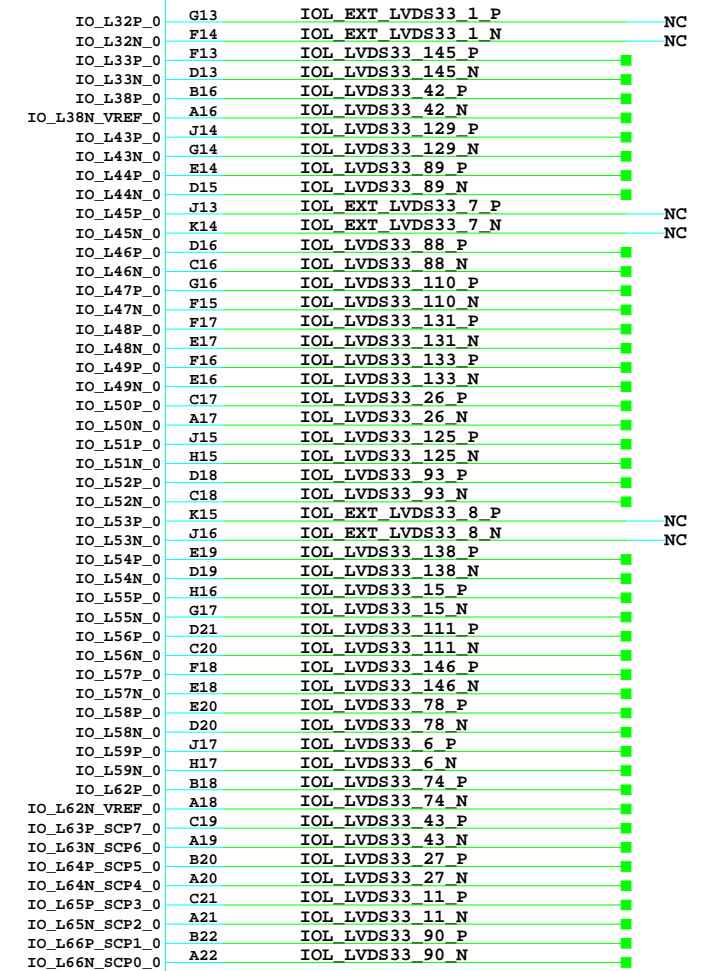 IO_L32P_0 G13 IOL_EXT_LVDS33_1_P NC
IO_L32N_0 F14 IOL_EXT_LVDS33_1_N NC
IO_L33P_0 F13 IOL_LVDS33_145_P
IO_L33N_0 D13 IOL_LVDS33_145_N
IO_L38P_0 B16 IOL_LVDS33_42_P
IO_L38N_VREF_0 A16 IOL_LVDS33_42_N
IO_L43P_0 J14 IOL_LVDS33_129_P
IO_L43N_0 G14 IOL_LVDS33_129_N
IO_L44P_0 E14 IOL_LVDS33_89_P
IO_L44N_0 D15 IOL_LVDS33_89_N
IO_L45P_0 J13 IOL_EXT_LVDS33_7_P NC
IO_L45N_0 K14 IOL_EXT_LVDS33_7_N NC
IO_L46P_0 D16 IOL_LVDS33_88_P
IO_L46N_0 C16 IOL_LVDS33_88_N
IO_L47P_0 G16 IOL_LVDS33_110_P
IO_L47N_0 F15 IOL_LVDS33_110_N
IO_L48P_0 F17 IOL_LVDS33_131_P
IO_L48N_0 E17 IOL_LVDS33_131_N
IO_L49P_0 F16 IOL_LVDS33_133_P
IO_L49N_0 E16 IOL_LVDS33_133_N
IO_L50P_0 C17 IOL_LVDS33_26_P
IO_L50N_0 A17 IOL_LVDS33_26_N
IO_L51P_0 J15 IOL_LVDS33_125_P
IO_L51N_0 H15 IOL_LVDS33_125_N
IO_L52P_0 D18 IOL_LVDS33_93_P
IO_L52N_0 C18 IOL_LVDS33_93_N
IO_L53P_0 K15 IOL_EXT_LVDS33_8_P NC
IO_L53N_0 J16 IOL_EXT_LVDS33_8_N NC
IO_L54P_0 E19 IOL_LVDS33_138_P
IO_L54N_0 D19 IOL_LVDS33_138_N
IO_L55P_0 H16 IOL_LVDS33_15_P
IO_L55N_0 G17 IOL_LVDS33_15_N
IO_L56P_0 D21 IOL_LVDS33_111_P
IO_L56N_0 C20 IOL_LVDS33_111_N
IO_L57P_0 F18 IOL_LVDS33_146_P
IO_L57N_0 E18 IOL_LVDS33_146_N
IO_L58P_0 E20 IOL_LVDS33_78_P
IO_L58N_0 D20 IOL_LVDS33_78_N
IO_L59P_0 J17 IOL_LVDS33_6_P
IO_L59N_0 H17 IOL_LVDS33_6_N
IO_L62P_0 B18 IOL_LVDS33_74_P
IO_L62N_VREF_0 A18 IOL_LVDS33_74_N
IO_L63P_SCP7_0 C19 IOL_LVDS33_43_P
IO_L63N_SCP6_0 A19 IOL_LVDS33_43_N
IO_L64P_SCP5_0 B20 IOL_LVDS33_27_P
IO_L64N_SCP4_0 A20 IOL_LVDS33_27_N
IO_L65P_SCP3_0 C21 IOL_LVDS33_11_P
IO_L65N_SCP2_0 A21 IOL_LVDS33_11_N
IO_L66P_SCP1_0 B22 IOL_LVDS33_90_P
IO_L66N_SCP0_0 A22 IOL_LVDS33_90_N